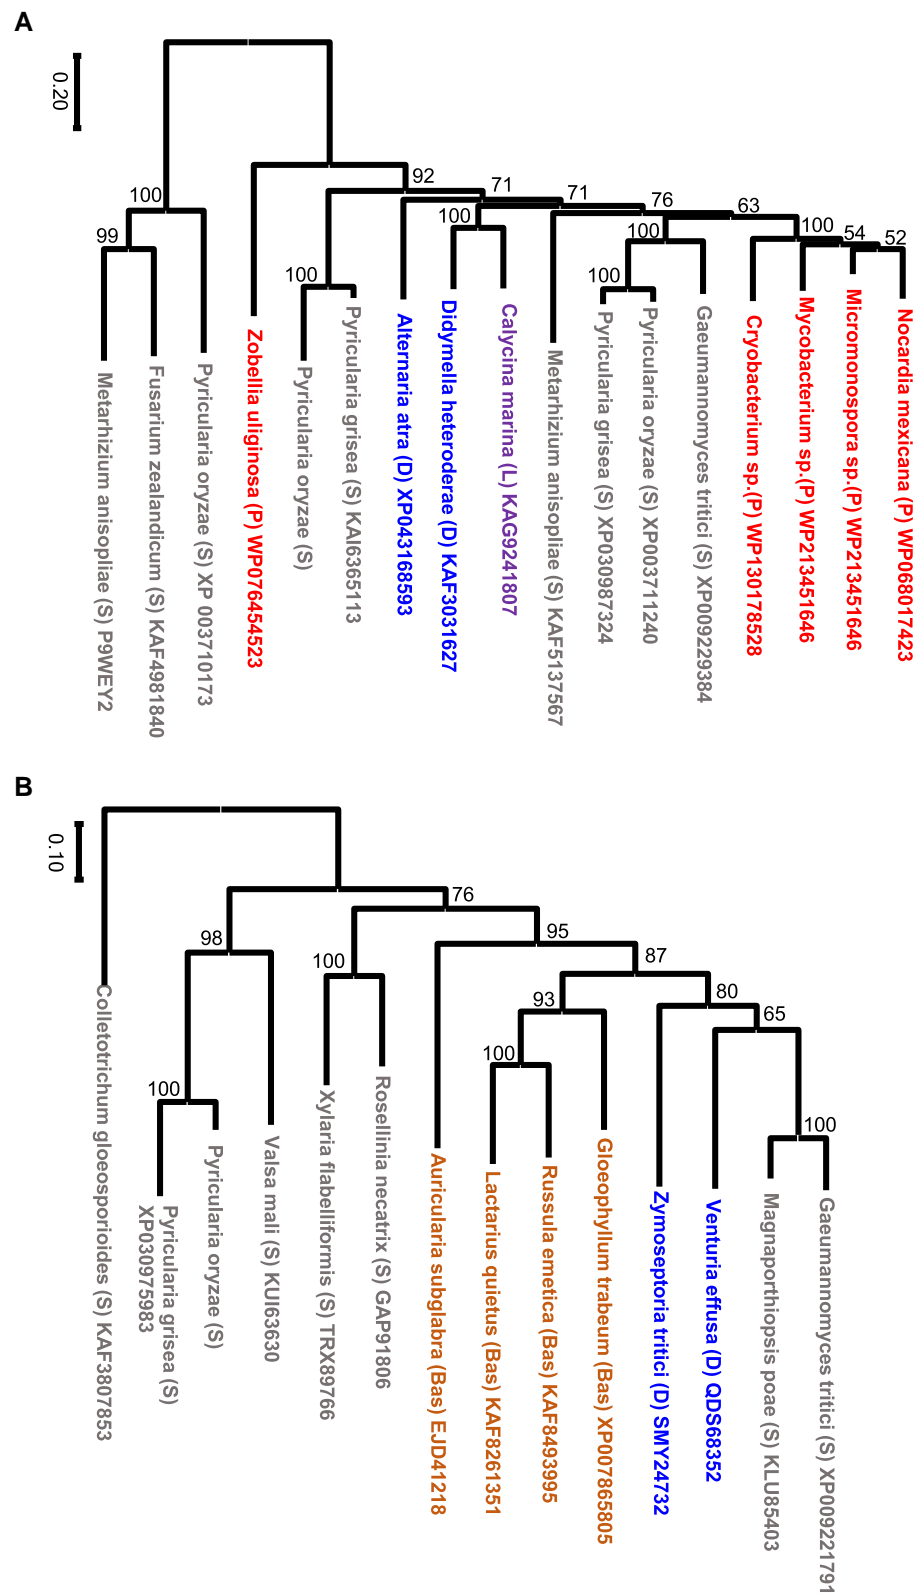 A
0.20
100
99
92
71
71
76
63
100
54
52
100
100
100
100
Metarhizium anisopliae (S) P9WEY2
Fusarium zealandicum (S) KAF4981840
Pyricularia oryzae (S) XP 003710173
Zobellia uliginosa (P) WP076454523
Pyricularia oryzae (S)
Pyricularia grisea (S) KAI6365113
Alternaria atra (D) XP043168593
Didymella heteroderae (D) KAF3031627
Calycina marina (L) KAG9241807
Metarhizium anisopliae (S) KAF5137567
Pyricularia grisea (S) XP030987324
Pyricularia oryzae (S) XP003711240
Gaeumannomyces tritici (S) XP009229384
Cryobacterium sp.(P) WP130178528
Mycobacterium sp.(P) WP213451646
Micromonospora sp.(P) WP213451646
Nocardia mexicana (P) WP068017423
B
0.10
76
98
95
100
87
93
80
65
100
100
100
Colletotrichum gloeosporioides (S) KAF3807853
Pyricularia grisea (S)
XP030975983
Pyricularia oryzae (S)
Valsa mali (S) KUI63630
Xylaria flabelliformis (S) TRX89766
Rosellinia necatrix (S) GAP91806
Auricularia subglabra (Bas) EJD41218
Lactarius quietus (Bas) KAF8261351
Russula emetica (Bas) KAF8493995
Gloeophyllum trabeum (Bas) XP007865805
Zymoseptoria tritici (D) SMY24732
Venturia effusa (D) QDS68352
Magnaporthiopsis poae (S) KLU85403
Gaeumannomyces tritici (S) XP009221791